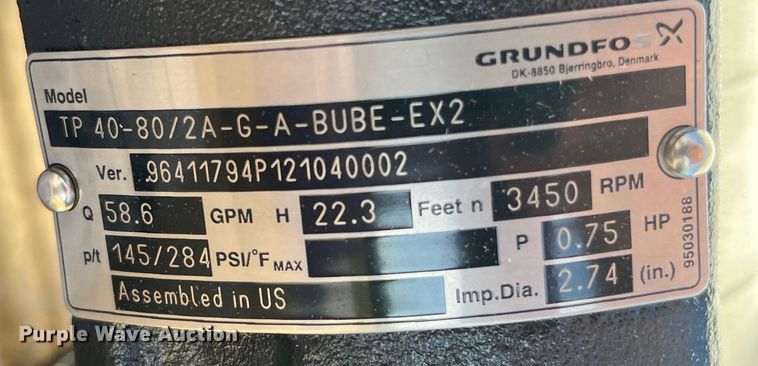 GRUNDFOS
DK-8850 Bjerringbro, Denmark
Model
TP 40-80/2A-G-A-BUBE-EX2
Ver. 96411794P121040002
Q 58.6 GPM H 22.3 Feet n 3450 RPM
p/t 145/284 PSI/°F MAX P 0.75 HP
Assembled in US Imp.Dia. 2.74 (in.)
95030188
Purple Wave Auction